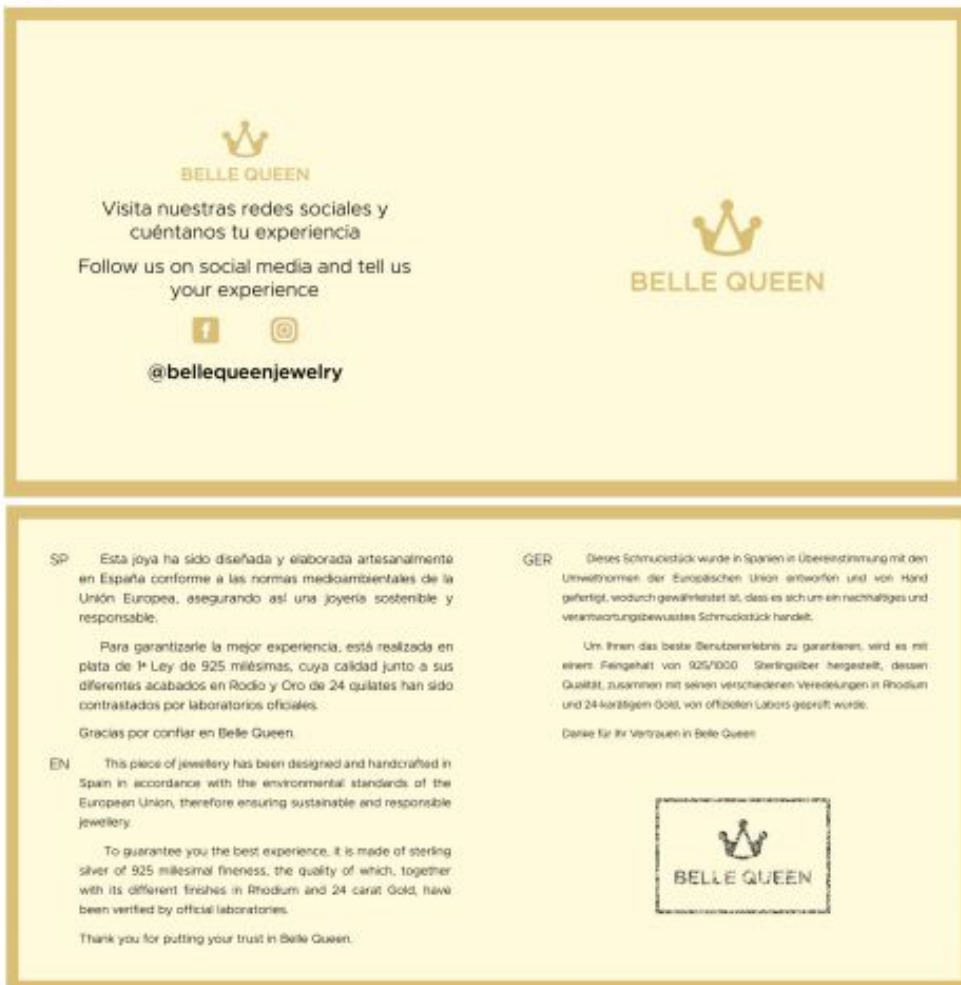 BELLE QUEEN
Visita nuestras redes sociales y
cuéntanos tu experiencia
Follow us on social media and tell us
your experience
@bellequeenjewelry
BELLE QUEEN
SP Esta joya ha sido diseñada y elaborada artesanalmente
en España conforme a las normas medioambientales de la
Unión Europea, asegurando así una joyería sostenible y
responsable.
Para garantizarle la mejor experiencia, está realizada en
plata de 1ª Ley de 925 milésimas, cuya calidad junto a sus
diferentes acabados en Rodio y Oro de 24 quilates han sido
contrastados por laboratorios oficiales.
Gracias por confiar en Belle Queen.
EN This piece of jewellery has been designed and handcrafted in
Spain in accordance with the environmental standards of the
European Union, therefore ensuring sustainable and responsible
jewellery.
To guarantee you the best experience, it is made of sterling
silver of 925 millesimal fineness, the quality of which, together
with its different finishes in Rhodium and 24 carat Gold, have
been verified by official laboratories.
Thank you for putting your trust in Belle Queen.
GER Dieses Schmuckstück wurde in Spanien in Übereinstimmung mit den
Umweltnormen der Europäischen Union entworfen und von Hand
gefertigt, wodurch gewährleistet ist, dass es sich um ein nachhaltiges und
verantwortungsbewusstes Schmuckstück handelt.
Um Ihnen das beste Benutzererlebnis zu garantieren, wird es mit
einem Feingehalt von 925/1000 Sterlingsilber hergestellt, dessen
Qualität, zusammen mit seinen verschiedenen Veredelungen in Rhodium
und 24-karätigem Gold, von offiziellen Labors geprüft wurde.
Danke für Ihr Vertrauen in Belle Queen
BELLE QUEEN